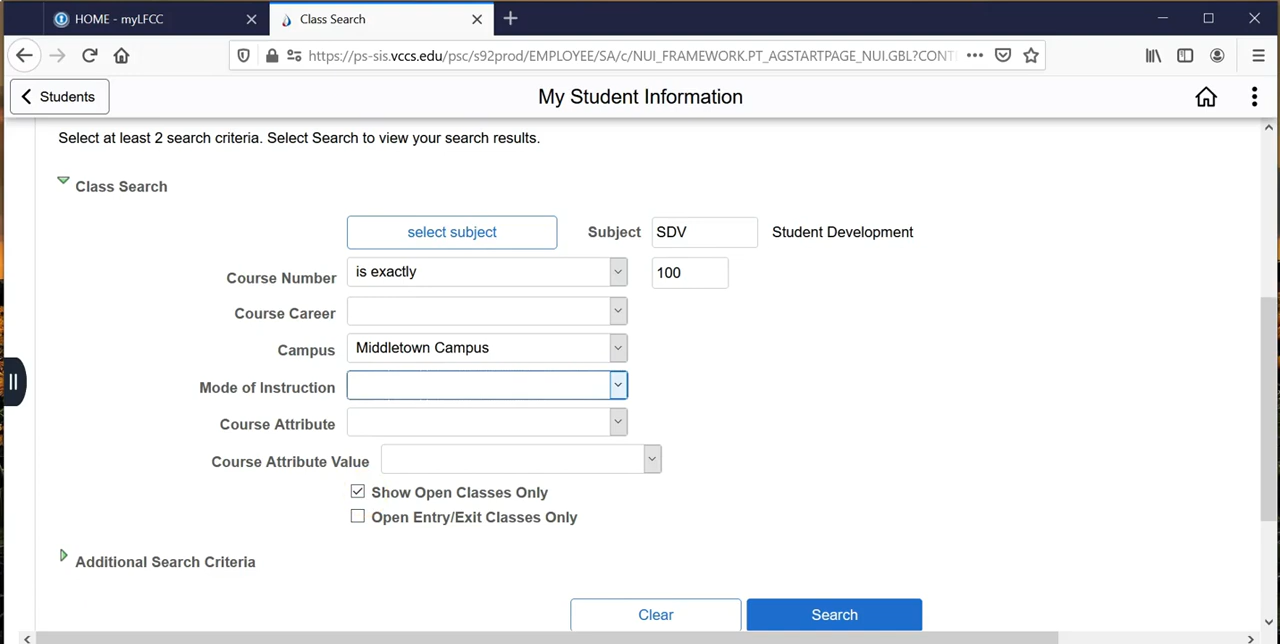 HOME - myLFCC
Class Search
https://ps-sis.vccs.edu/psc/s92prod/EMPLOYEE/SA/c/NUI_FRAMEWORK.PT_AGSTARTPAGE_NUI.GBL?CONT
Students
My Student Information
Select at least 2 search criteria. Select Search to view your search results.
Class Search
select subject Subject SDV Student Development
Course Number is exactly 100
Course Career
Campus Middletown Campus
Mode of Instruction
Course Attribute
Course Attribute Value
Show Open Classes Only
Open Entry/Exit Classes Only
Additional Search Criteria
Clear Search